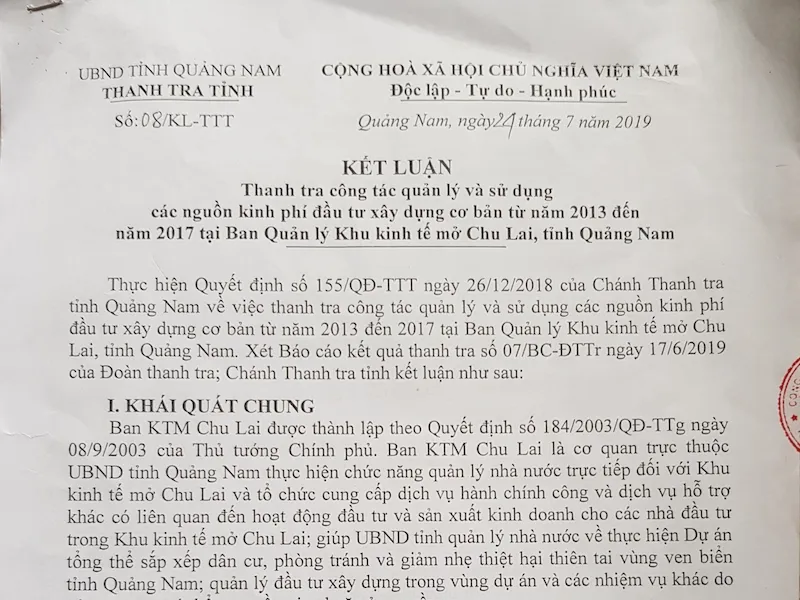 UBND TỈNH QUẢNG NAM
THANH TRA TỈNH
Số:08/KL-TTT
CỘNG HOÀ XÃ HỘI CHỦ NGHĨA VIỆT NAM
Độc lập - Tự do - Hạnh phúc
Quảng Nam, ngày 24 tháng 7 năm 2019
KẾT LUẬN
Thanh tra công tác quản lý và sử dụng
các nguồn kinh phí đầu tư xây dựng cơ bản từ năm 2013 đến
năm 2017 tại Ban Quản lý Khu kinh tế mở Chu Lai, tỉnh Quảng Nam
Thực hiện Quyết định số 155/QĐ-TTT ngày 26/12/2018 của Chánh Thanh tra
tỉnh Quảng Nam về việc thanh tra công tác quản lý và sử dụng các nguồn kinh phí
đầu tư xây dựng cơ bản từ năm 2013 đến 2017 tại Ban Quản lý Khu kinh tế mở Chu
Lai, tỉnh Quảng Nam. Xét Báo cáo kết quả thanh tra số 07/BC-ĐTTr ngày 17/6/2019
của Đoàn thanh tra; Chánh Thanh tra tỉnh kết luận như sau:
I. KHÁI QUÁT CHUNG
Ban KTM Chu Lai được thành lập theo Quyết định số 184/2003/QĐ-TTg ngày
08/9/2003 của Thủ tướng Chính phủ. Ban KTM Chu Lai là cơ quan trực thuộc
UBND tỉnh Quảng Nam thực hiện chức năng quản lý nhà nước trực tiếp đối với Khu
kinh tế mở Chu Lai và tổ chức cung cấp dịch vụ hành chính công và dịch vụ hỗ trợ
khác có liên quan đến hoạt động đầu tư và sản xuất kinh doanh cho các nhà đầu tư
trong Khu kinh tế mở Chu Lai; giúp UBND tỉnh quản lý nhà nước về thực hiện Dự án
tổng thể sắp xếp dân cư, phòng tránh và giảm nhẹ thiệt hại thiên tai vùng ven biển
tỉnh Quảng Nam; quản lý đầu tư xây dựng trong vùng dự án và các nhiệm vụ khác do